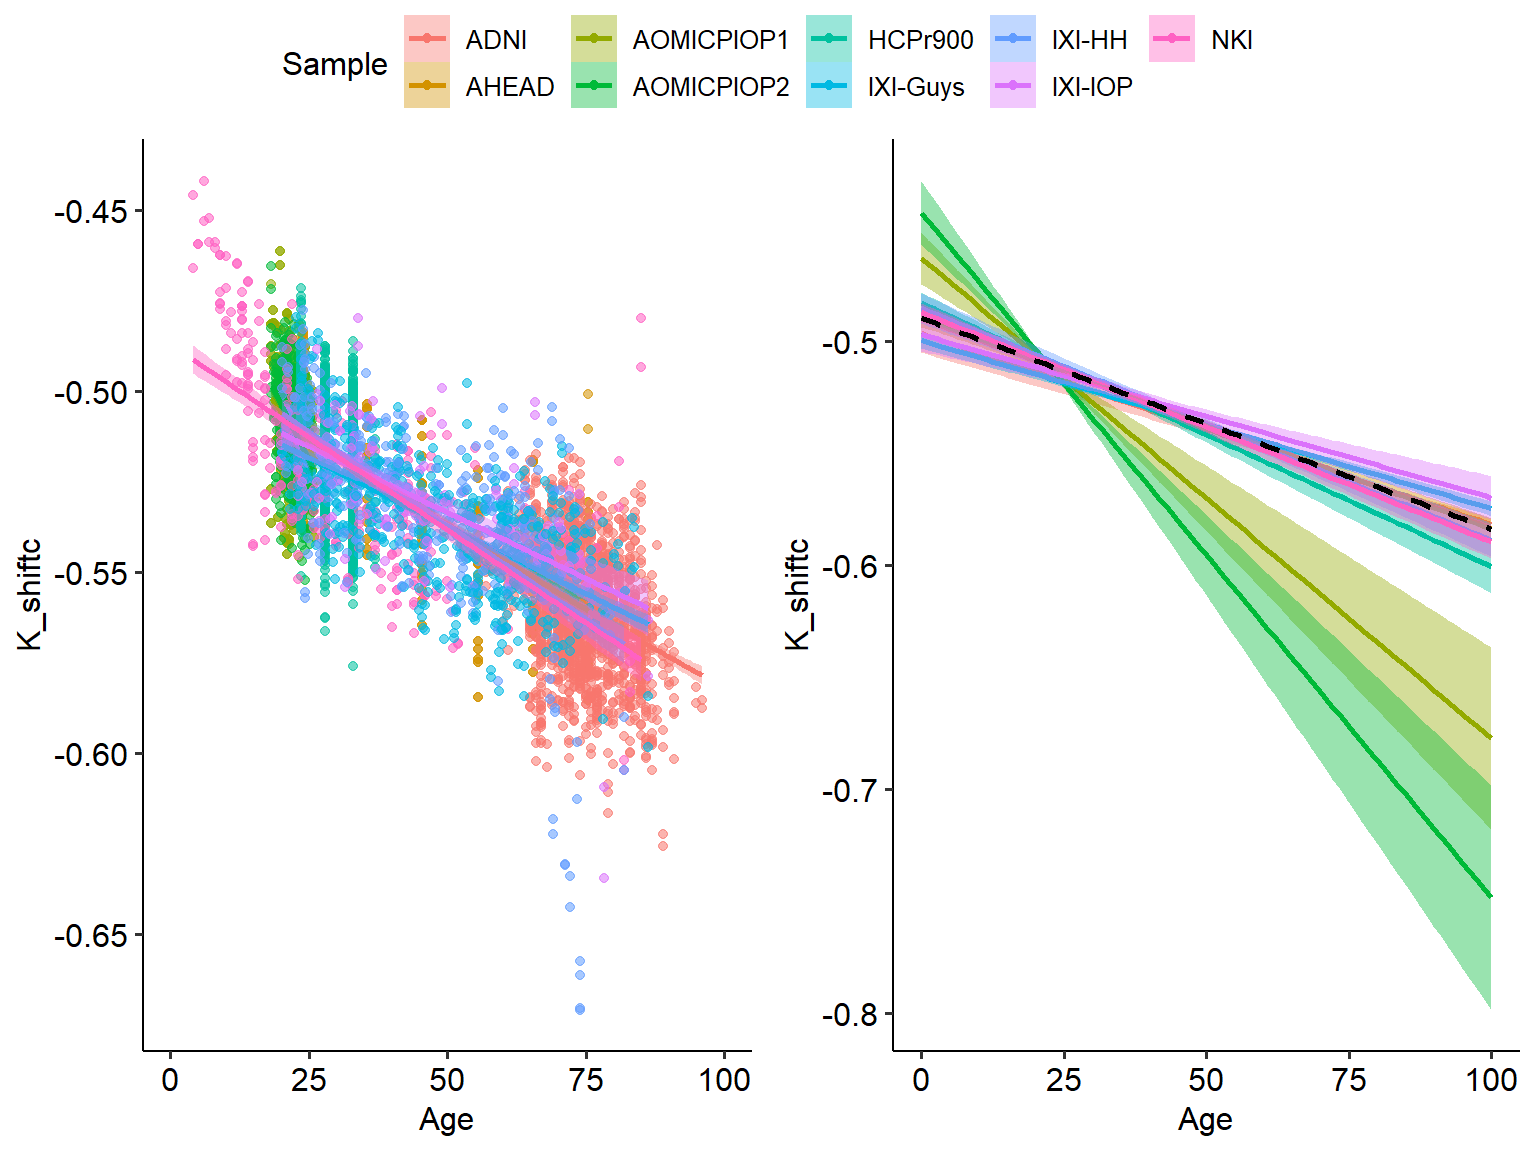 Sample
ADNI
AOMICPIOP1
HCPr900
IXI-HH
NKI
AHEAD
AOMICPIOP2
IXI-Guys
IXI-IOP
-0.45
-0.50
-0.55
-0.60
-0.65
K_shiftc
0 25 50 75 100
Age
-0.5
-0.6
-0.7
-0.8
K_shiftc
0 25 50 75 100
Age